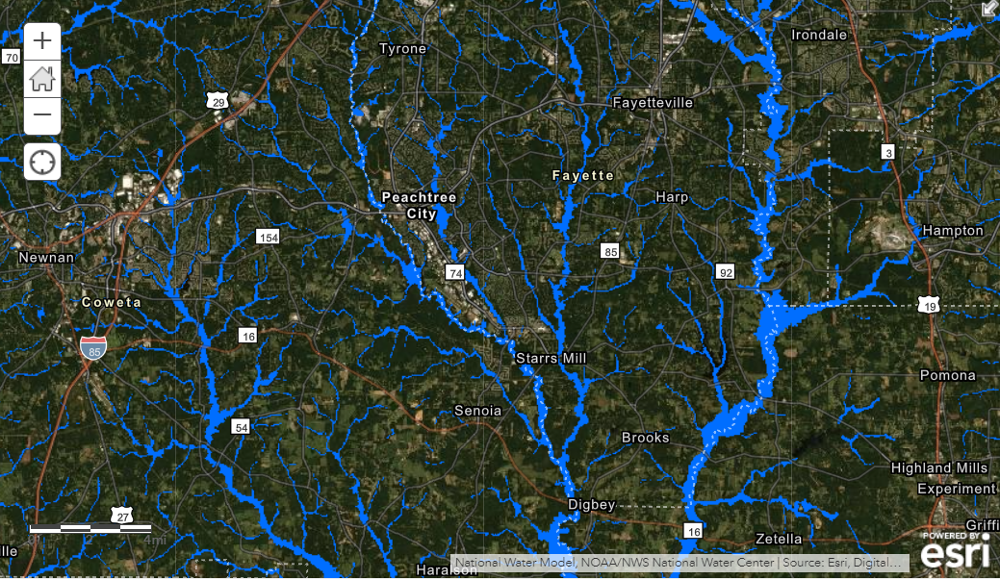 Irondale
Tyrone
70
29
Fayetteville
3
Fayette
Peachtree
City
Harp
154
Hampton
85
Newnan
74
92
Coweta
19
16
85
Starrs Mill
Pomona
Senoia
54
Brooks
Highland Mills
Experiment
Digbey
27
16
Griffi
2
4mi
Zetella
POWERED BY
esri
lle
National Water Model, NOAA/NWS National Water Center | Source: Esri, Digital...
Haralson